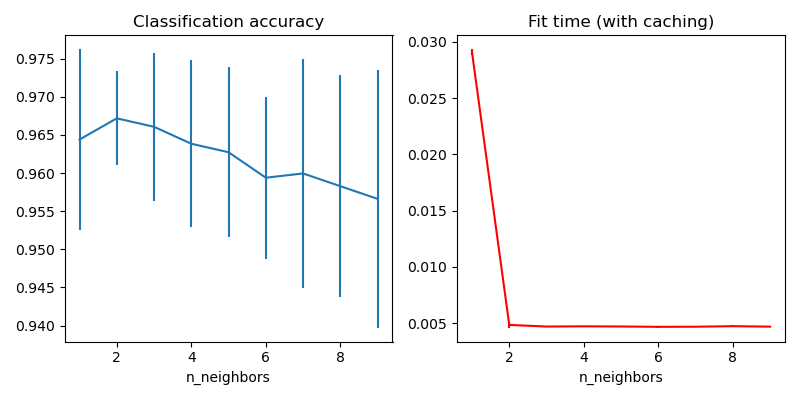 Classification accuracy
0.975
0.970
0.965
0.960
0.955
0.950
0.945
0.940
2 4 6 8
n_neighbors
Fit time (with caching)
0.030
0.025
0.020
0.015
0.010
0.005
2 4 6 8
n_neighbors